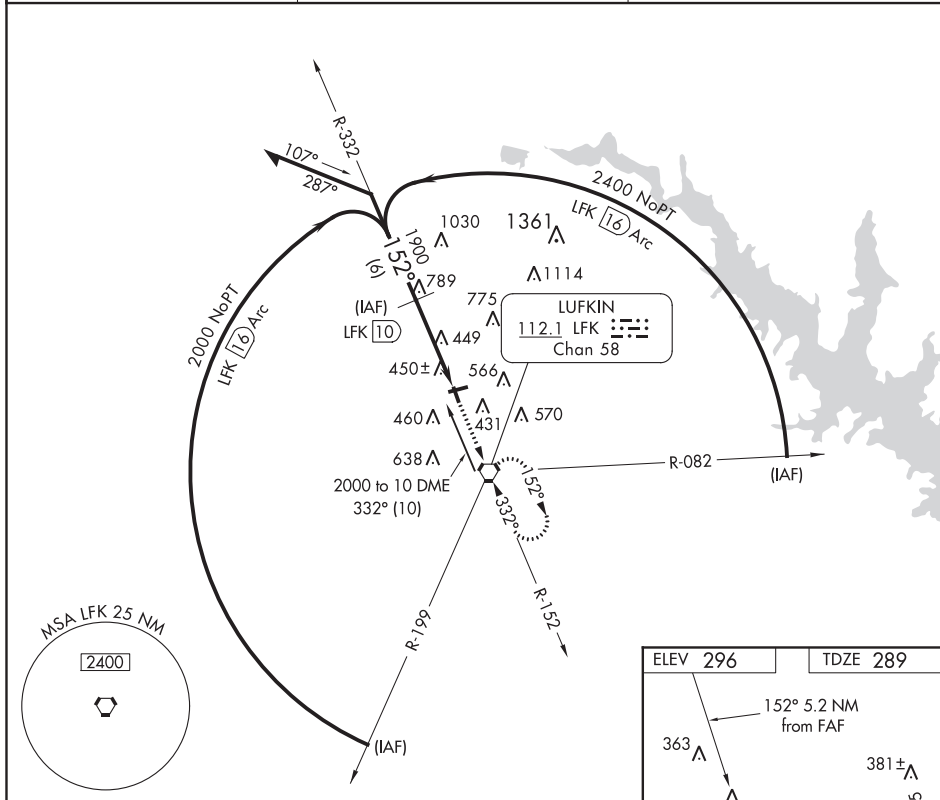 R-332
107°
287°
2400 NoPT
LFK 16 Arc
1030
1361
1900
152°
(6)
789
1114
(IAF)
LFK 10
775
LUFKIN
112.1 LFK
Chan 58
2000 NoPT
LFK 16 Arc
449
450±
566
460
431
570
638
R-082
(IAF)
2000 to 10 DME
332° (10)
152°
332°
R-199
R-152
MSA LFK 25 NM
2400
(IAF)
ELEV 296
TDZE 289
152° 5.2 NM
from FAF
363
381±